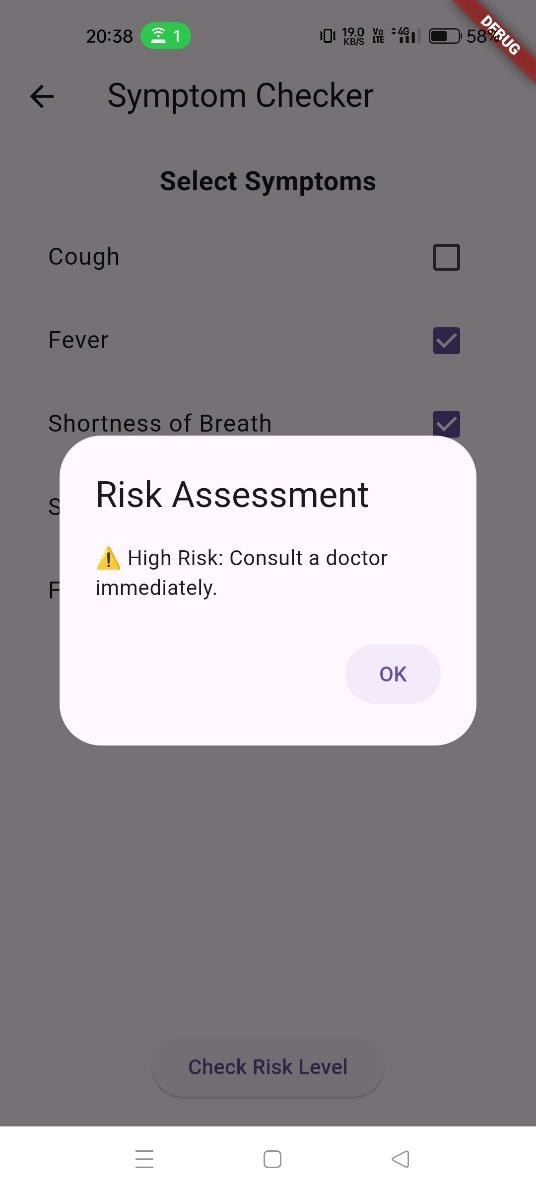 20:38 1 19.0 KB/S Vo LTE 4G 58%
DEBUG
Symptom Checker
Select Symptoms
Cough
Fever
Shortness of Breath
S
F
Risk Assessment
⚠️ High Risk: Consult a doctor
immediately.
OK
Check Risk Level